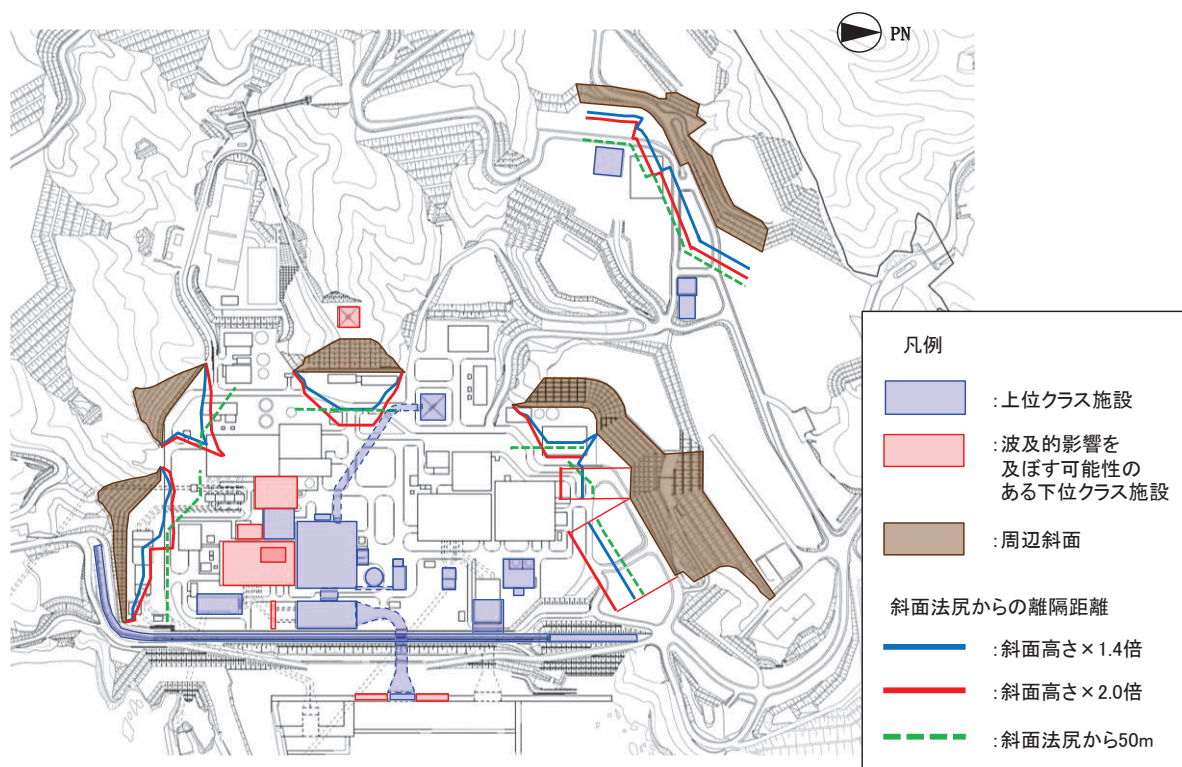 PN
凡例
:上位クラス施設
:波及的影響を
及ぼす可能性の
ある下位クラス施設
:周辺斜面
斜面法尻からの離隔距離
:斜面高さ×1.4倍
:斜面高さ×2.0倍
:斜面法尻から50m